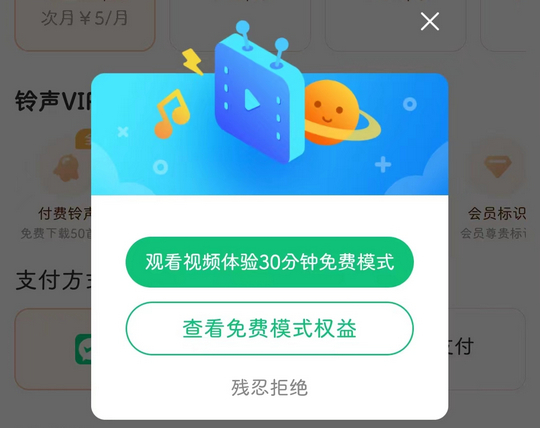 次月￥5/月
铃声VIP
付费铃声
免费下载50首
会员标识
会员尊贵标识
支付方式
支付
观看视频体验30分钟免费模式
查看免费模式权益
残忍拒绝